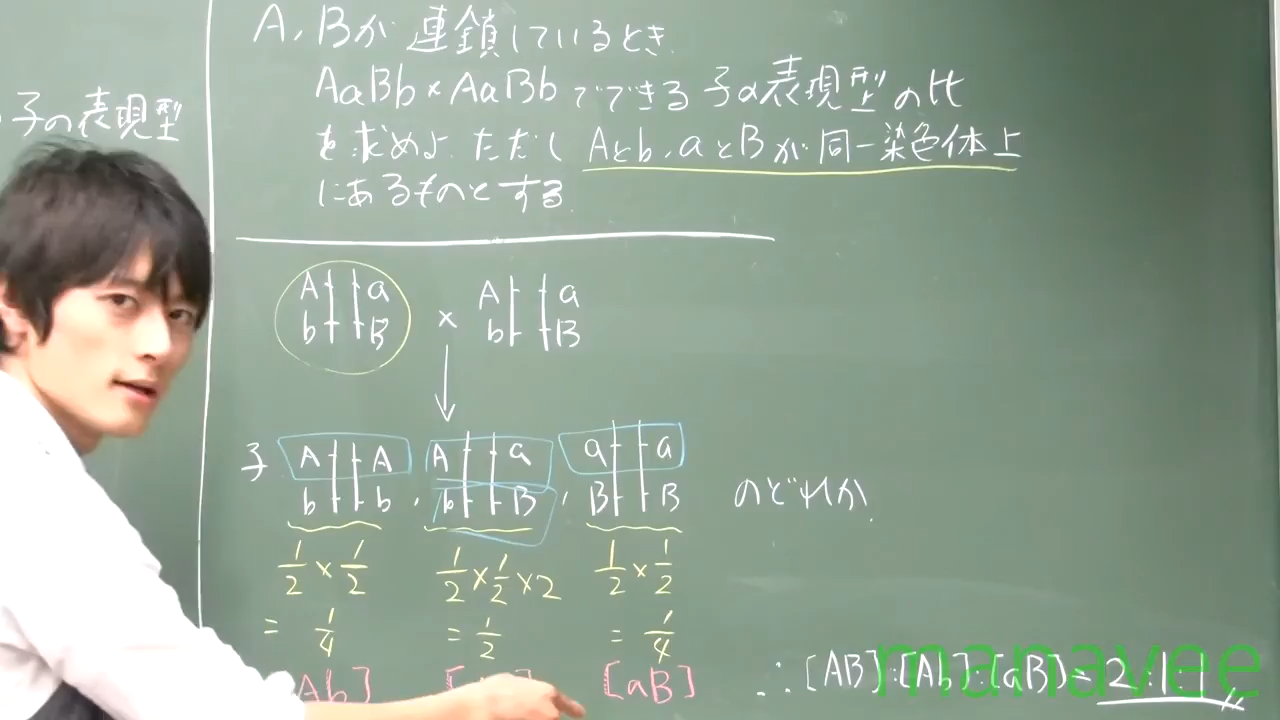 子の表現型
A, Bが 連鎖しているとき
AaBb×AaBbでできる 子の表現型の比
を求めよ. ただし Aとb, aとBが同一染色体上
にあるものとする.
A a × A a
b B b B
子 A A A a a a
b b , b B , B B のどれか.
1/2 × 1/2 1/2 × 1/2 × 2 1/2 × 1/2
= 1/4 = 1/2 = 1/4
Ab] [aB] ∴ [AB]:[Ab]:[aB] = 2:1:1
manavee